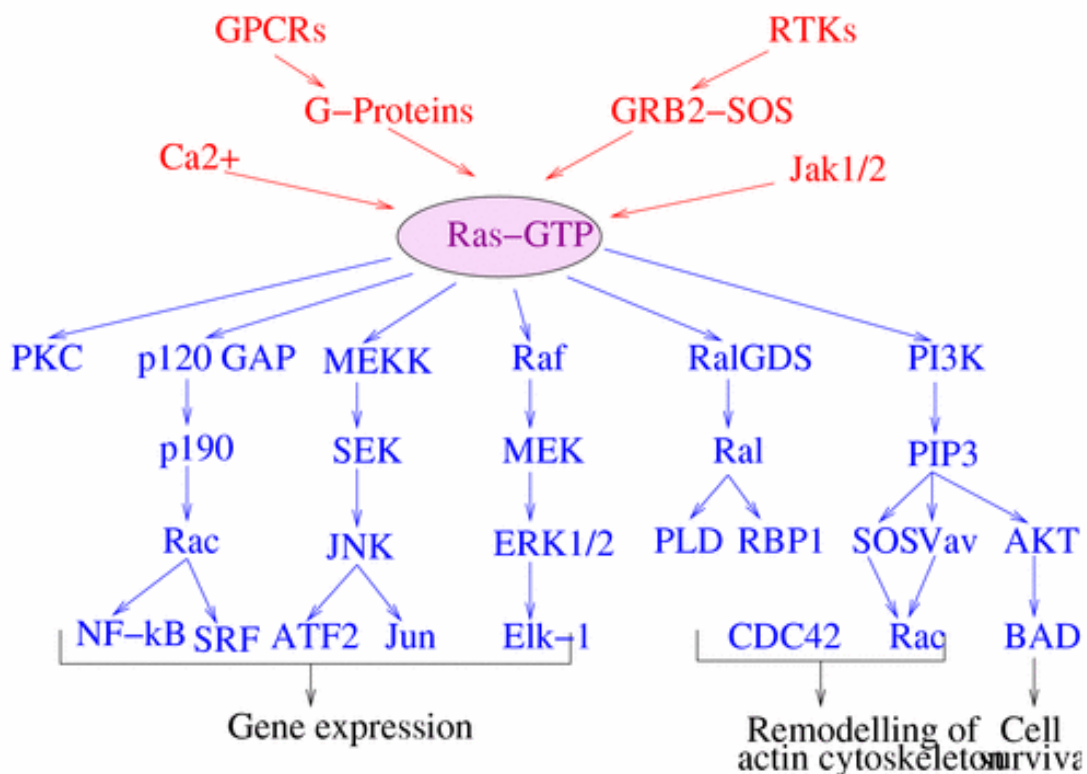 GPCRs RTKs
G-Proteins GRB2-SOS
Ca2+ Jak1/2
Ras-GTP
PKC p120 GAP MEKK Raf RalGDS PI3K
p190 SEK MEK Ral PIP3
Rac JNK ERK1/2 PLD RBP1 SOS Vav AKT
NF-kB SRF ATF2 Jun Elk-1 CDC42 Rac BAD
Gene expression Remodelling of Cell
actin cytoskeleton surviva